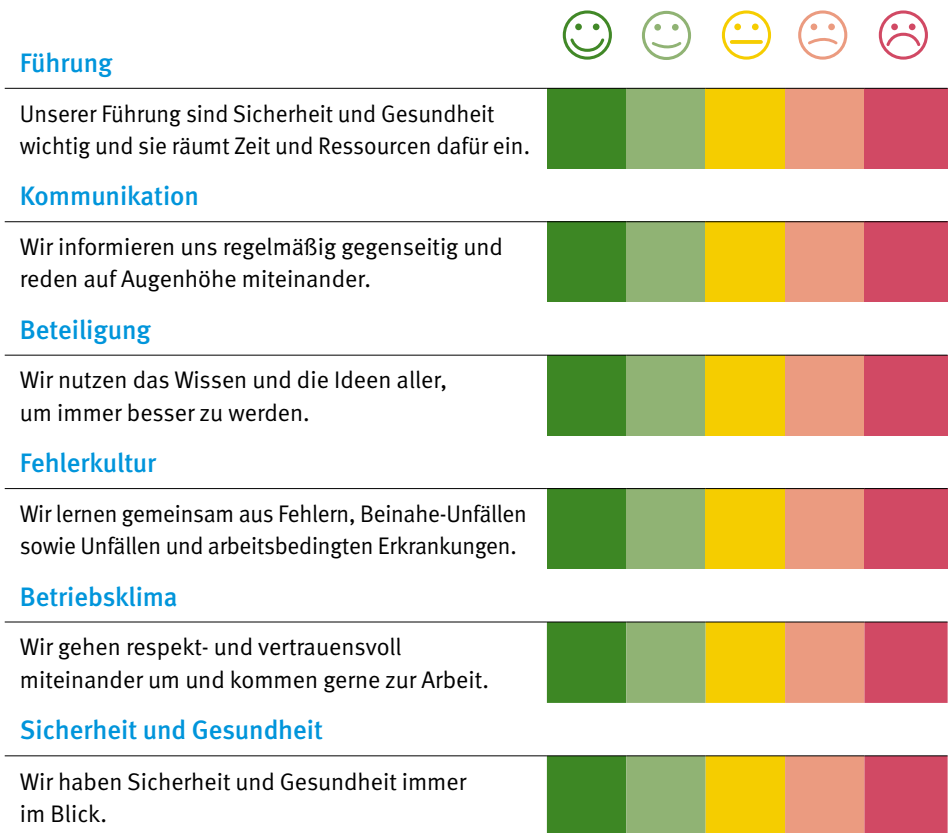 Führung
Unserer Führung sind Sicherheit und Gesundheit
wichtig und sie räumt Zeit und Ressourcen dafür ein.
Kommunikation
Wir informieren uns regelmäßig gegenseitig und
reden auf Augenhöhe miteinander.
Beteiligung
Wir nutzen das Wissen und die Ideen aller,
um immer besser zu werden.
Fehlerkultur
Wir lernen gemeinsam aus Fehlern, Beinahe-Unfällen
sowie Unfällen und arbeitsbedingten Erkrankungen.
Betriebsklima
Wir gehen respekt- und vertrauensvoll
miteinander um und kommen gerne zur Arbeit.
Sicherheit und Gesundheit
Wir haben Sicherheit und Gesundheit immer
im Blick.